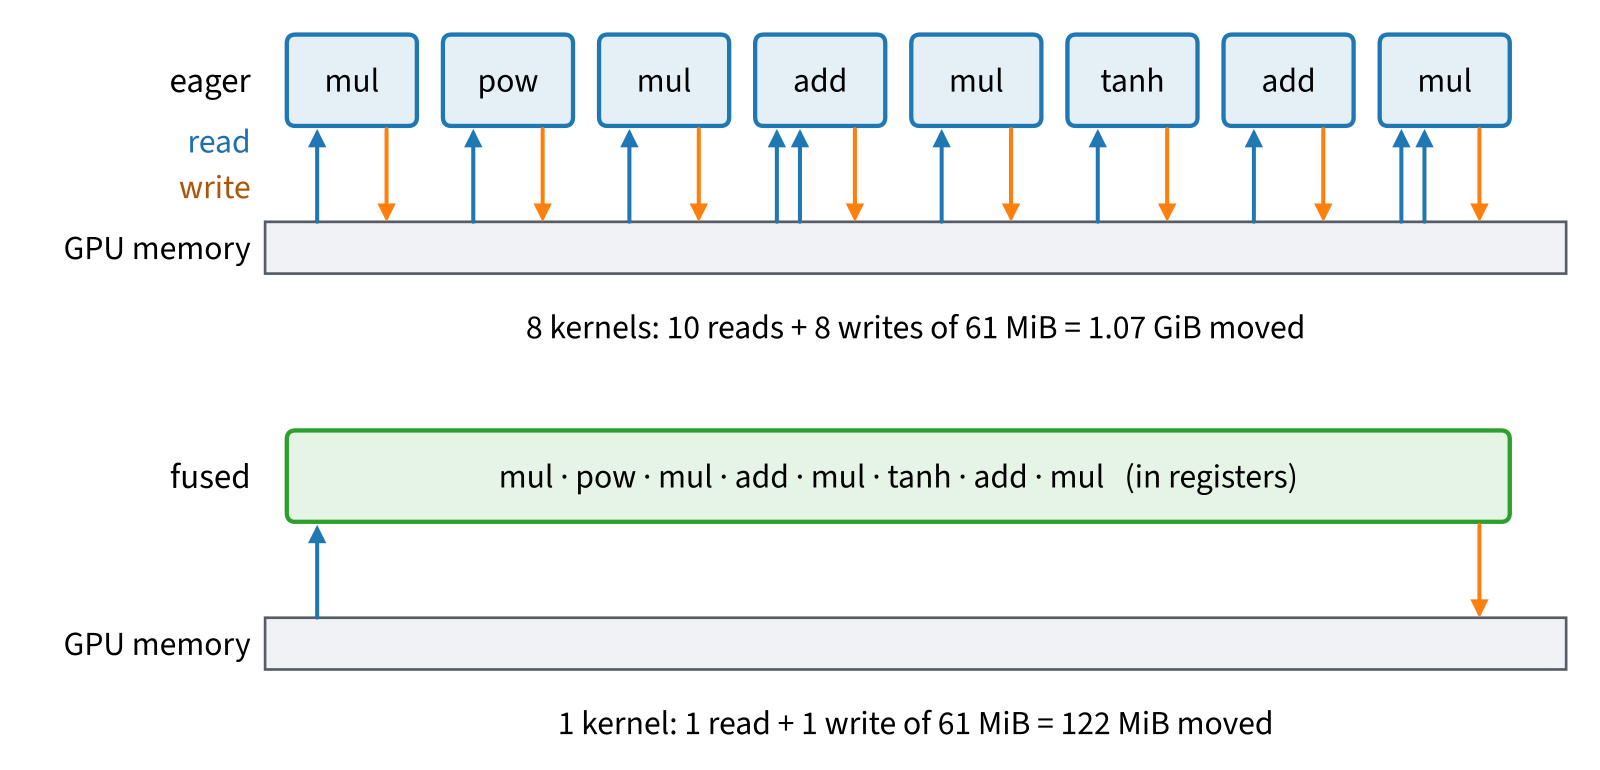 eager mul pow mul add mul tanh add mul
read
write
GPU memory
8 kernels: 10 reads + 8 writes of 61 MiB = 1.07 GiB moved
fused mul · pow · mul · add · mul · tanh · add · mul (in registers)
GPU memory
1 kernel: 1 read + 1 write of 61 MiB = 122 MiB moved